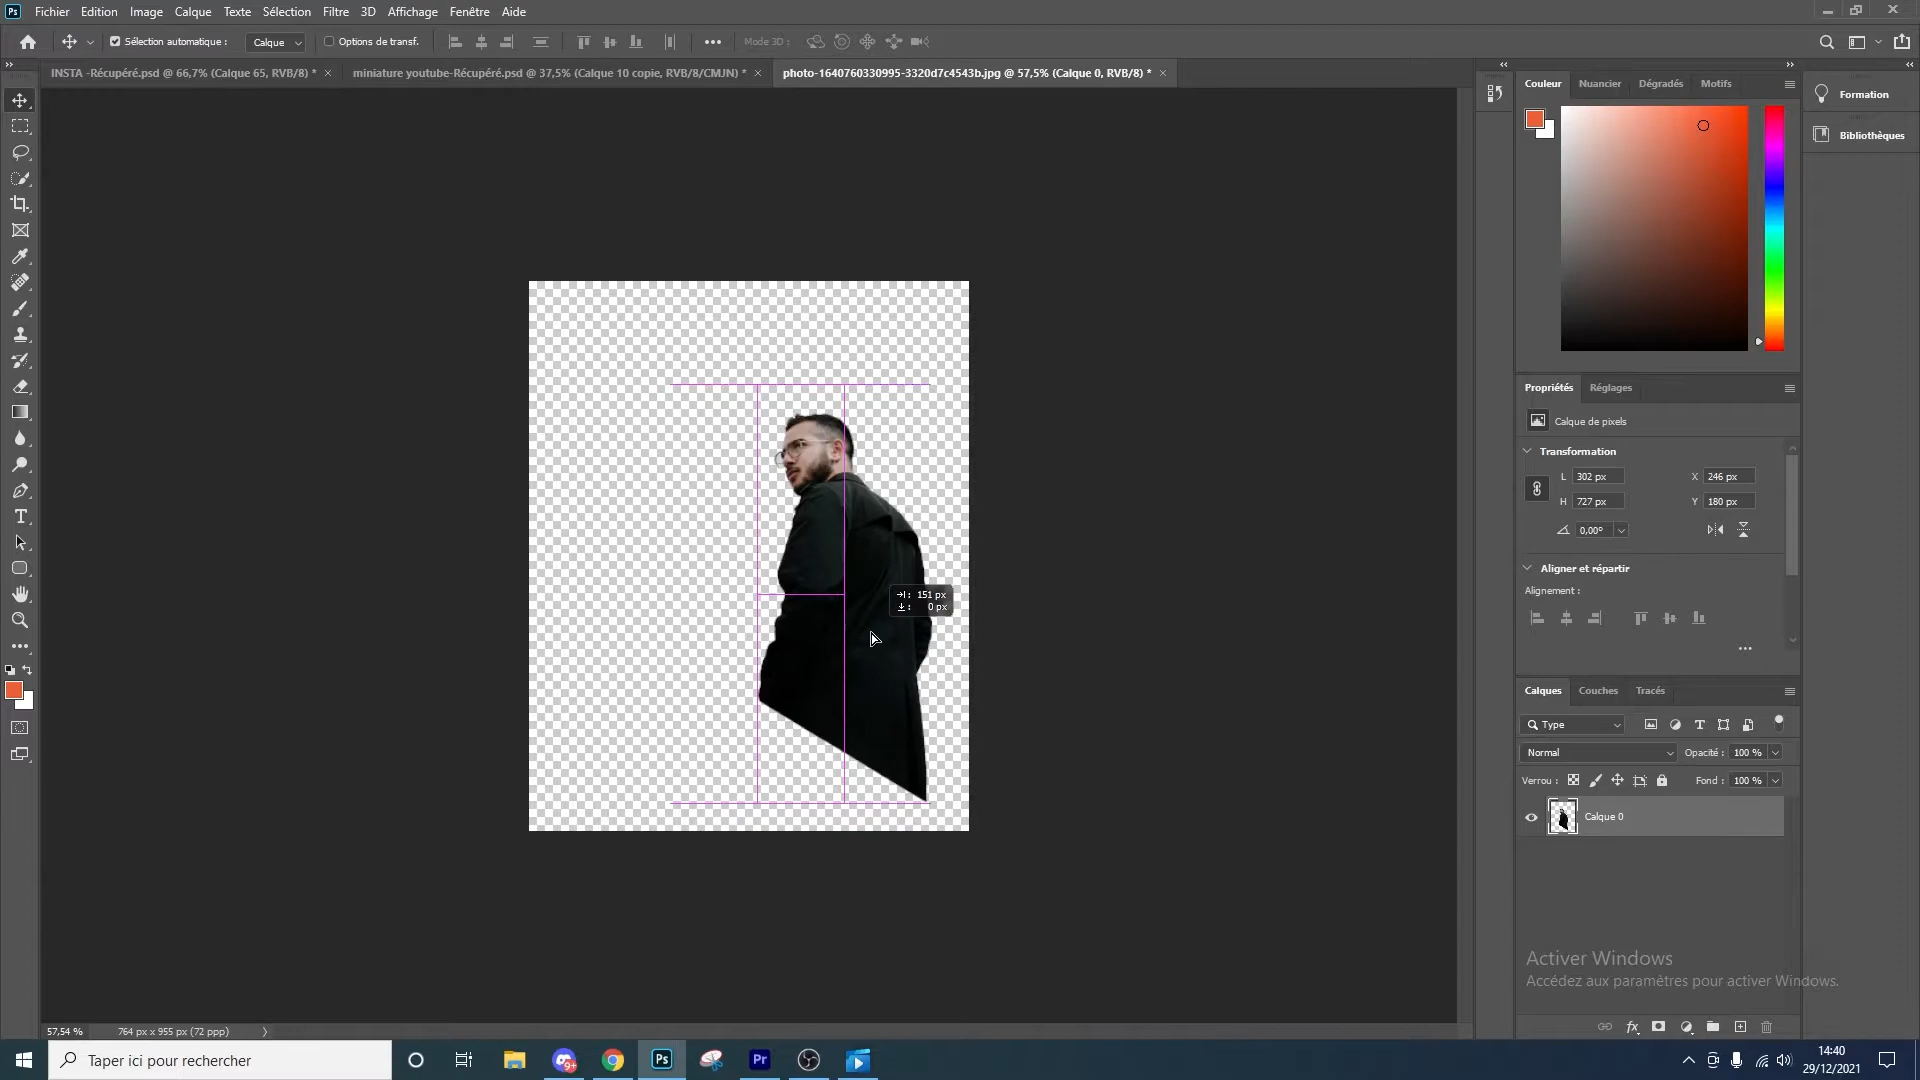 Ps Fichier Edition Image Calque Texte Sélection Filtre 3D Affichage Fenêtre Aide
Sélection automatique : Calque Options de transf. Mode 3D :
INSTA -Récupéré.psd @ 66,7% (Calque 65, RVB/8) * × miniature youtube-Récupéré.psd @ 37,5% (Calque 10 copie, RVB/8/CMJN) * × photo-1640760330995-3320d7c4543b.jpg @ 57,5% (Calque 0, RVB/8) * ×
Couleur Nuancier Dégradés Motifs
Formation
Bibliothèques
Propriétés Réglages
Calque de pixels
Transformation
L 302 px X 246 px
H 727 px Y 180 px
0,00°
Aligner et répartir
Alignement :
151 px
0 px
Calques Couches Tracés
Type
Normal Opacité : 100 %
Verrou : Fond : 100 %
Calque 0
Activer Windows
Accédez aux paramètres pour activer Windows.
57,54 % 764 px x 955 px (72 ppp)
Taper ici pour rechercher
Ps Pr
14:40
29/12/2021